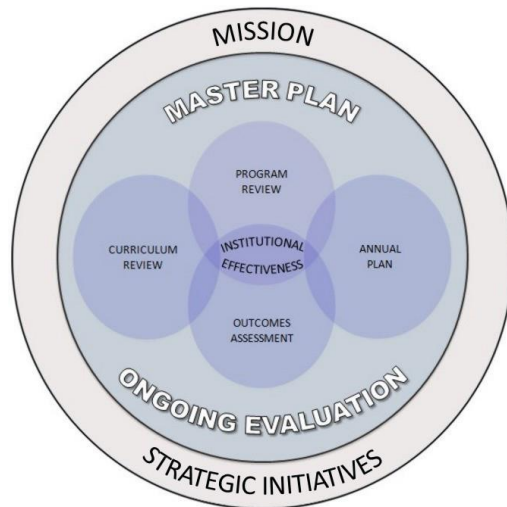 MISSION
MASTER PLAN
PROGRAM
REVIEW
CURRICULUM
REVIEW
INSTITUTIONAL
EFFECTIVENESS
ANNUAL
PLAN
OUTCOMES
ASSESSMENT
ONGOING EVALUATION
STRATEGIC INITIATIVES